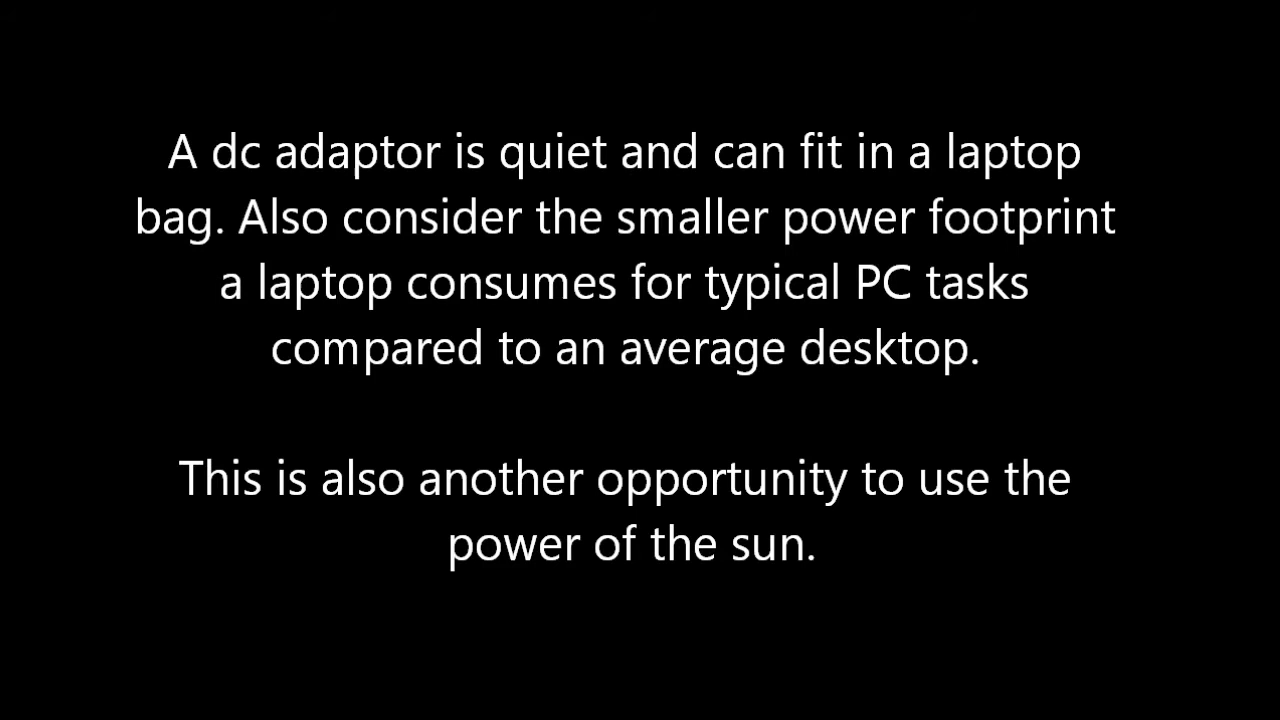 A dc adaptor is quiet and can fit in a laptop
bag. Also consider the smaller power footprint
a laptop consumes for typical PC tasks
compared to an average desktop.
This is also another opportunity to use the
power of the sun.